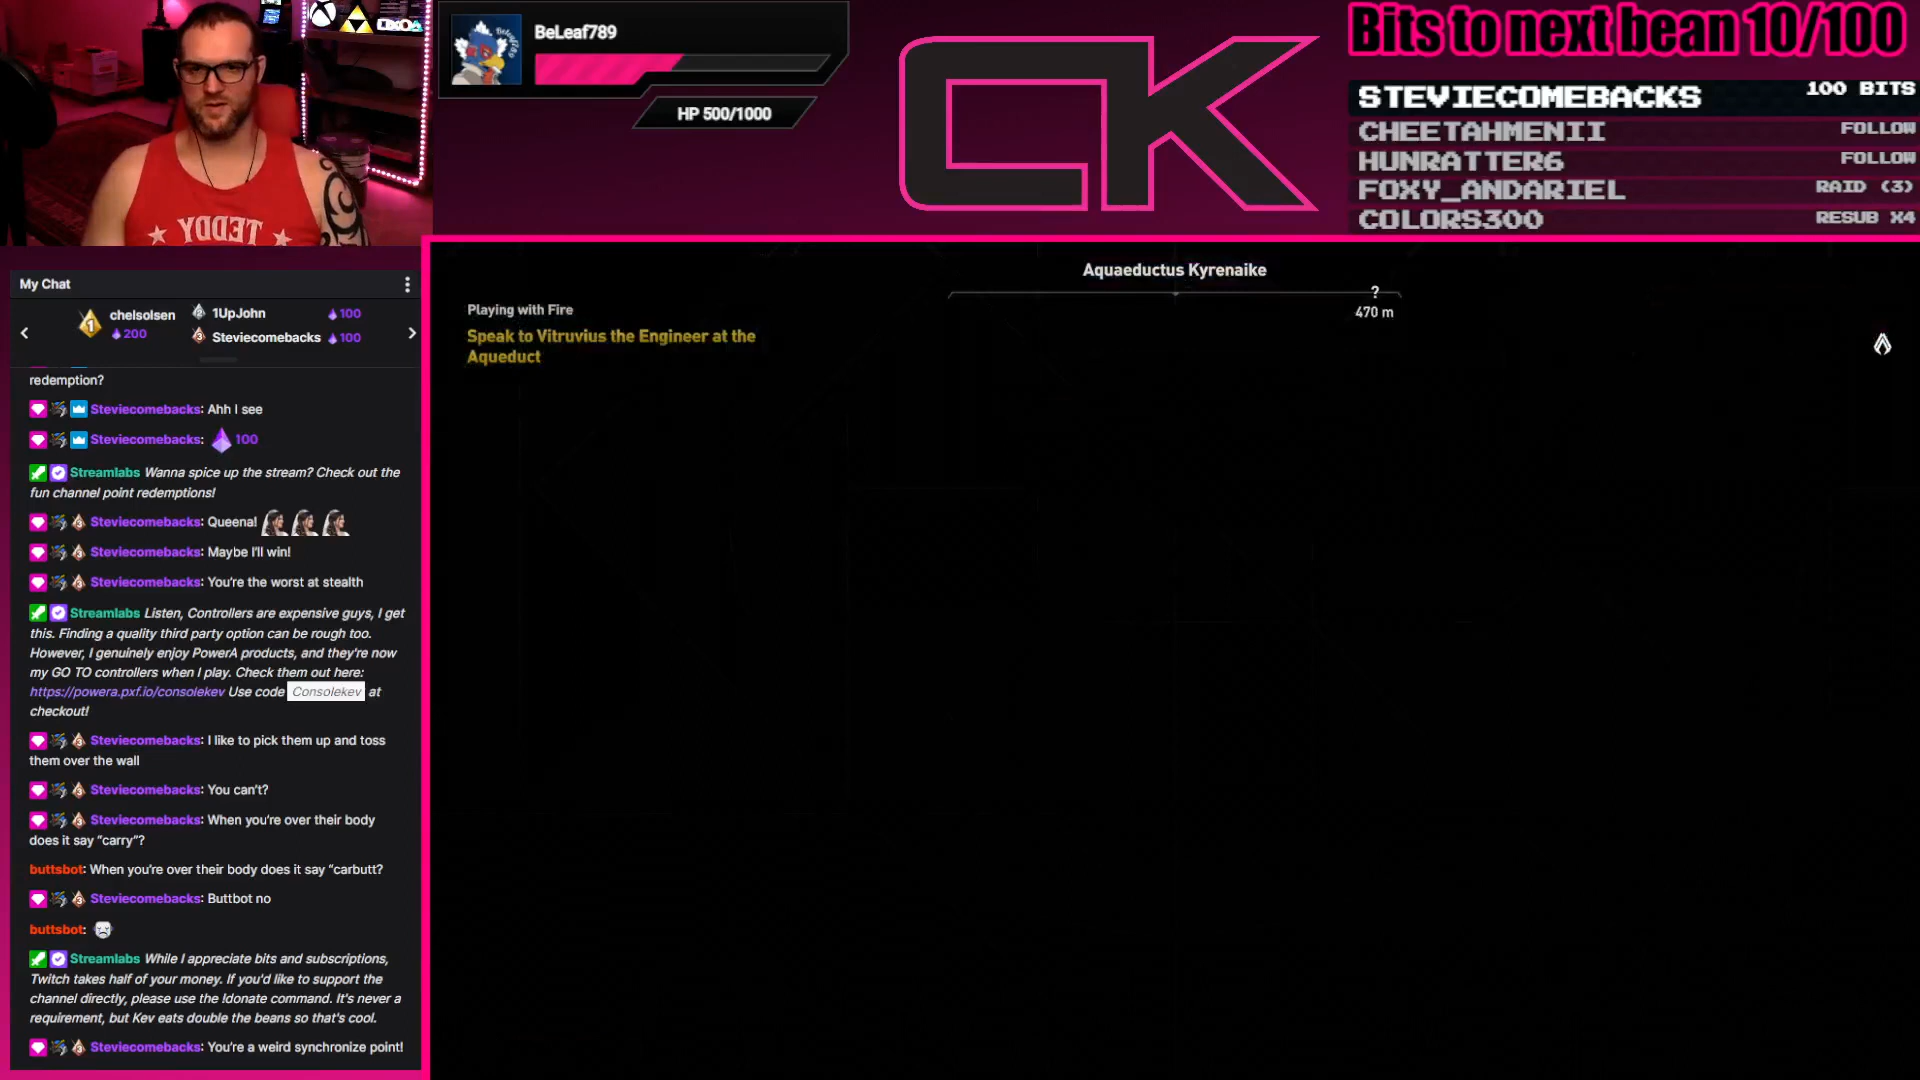 BeLeaf789
HP 500/1000
CK
Bits to next bean 10/100
STEVIECOMEBACKS 100 BITS
CHEETAHMENII FOLLOW
HUNRATTER6 FOLLOW
FOXY_ANDARIEL RAID (3)
COLORS300 RESUB X4
TEDDY
My Chat
1 chelsolsen 200
2 1UpJohn 100
3 Steviecomebacks 100
redemption?
Steviecomebacks: Ahh I see
Steviecomebacks: 100
Streamlabs Wanna spice up the stream? Check out the
fun channel point redemptions!
Steviecomebacks: Queena!
Steviecomebacks: Maybe I'll win!
Steviecomebacks: You're the worst at stealth
Streamlabs Listen, Controllers are expensive guys, I get
this. Finding a quality third party option can be rough too.
However, I genuinely enjoy PowerA products, and they're now
my GO TO controllers when I play. Check them out here:
https://powera.pxf.io/consolekev Use code Consolekev at
checkout!
Steviecomebacks: I like to pick them up and toss
them over the wall
Steviecomebacks: You can't?
Steviecomebacks: When you're over their body
does it say “carry”?
buttsbot: When you're over their body does it say “carbutt?
Steviecomebacks: Buttbot no
buttsbot:
Streamlabs While I appreciate bits and subscriptions,
Twitch takes half of your money. If you'd like to support the
channel directly, please use the !donate command. It's never a
requirement, but Kev eats double the beans so that's cool.
Steviecomebacks: You're a weird synchronize point!
Aquaeductus Kyrenaike
?
470 m
Playing with Fire
Speak to Vitruvius the Engineer at the
Aqueduct